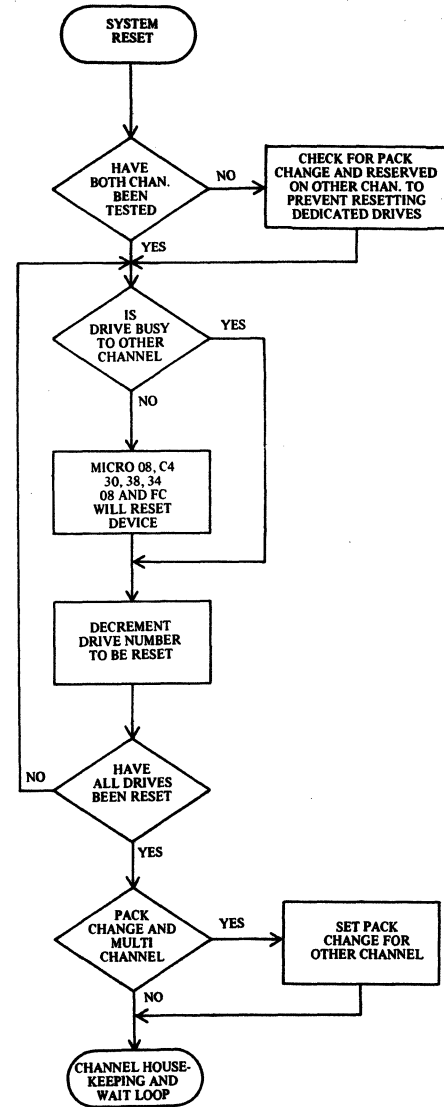 SYSTEM
RESET
HAVE
BOTH CHAN.
BEEN
TESTED
NO
CHECK FOR PACK
CHANGE AND RESERVED
ON OTHER CHAN. TO
PREVENT RESETTING
DEDICATED DRIVES
YES
IS
DRIVE BUSY
TO OTHER
CHANNEL
YES
NO
MICRO 08, C4
30, 38, 34
08 AND FC
WILL RESET
DEVICE
DECREMENT
DRIVE NUMBER
TO BE RESET
NO
HAVE
ALL DRIVES
BEEN RESET
YES
PACK
CHANGE AND
MULTI
CHANNEL
YES
SET PACK
CHANGE FOR
OTHER CHANNEL
NO
CHANNEL HOUSE-
KEEPING AND
WAIT LOOP